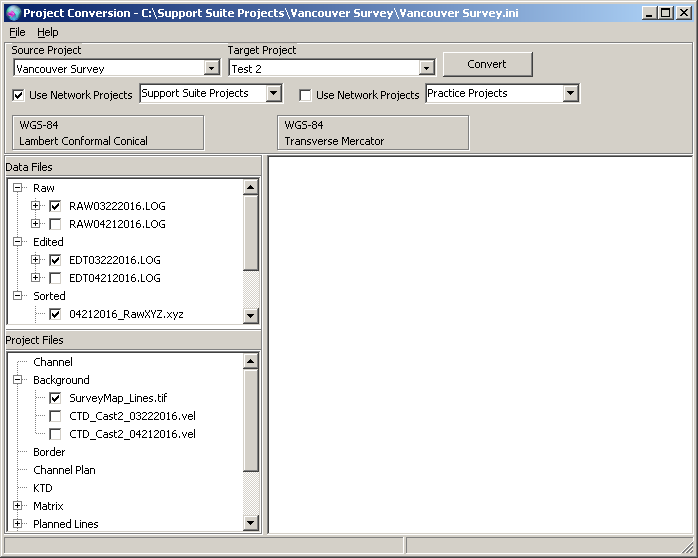 Project Conversion - C:\Support Suite Projects\Vancouver Survey\Vancouver Survey.ini
File Help
Source Project Target Project
Vancouver Survey Test 2 Convert
Use Network Projects Support Suite Projects Use Network Projects Practice Projects
WGS-84 WGS-84
Lambert Conformal Conical Transverse Mercator
Data Files
Raw
RAW03222016.LOG
RAW04212016.LOG
Edited
EDT03222016.LOG
EDT04212016.LOG
Sorted
04212016_RawXYZ.xyz
Project Files
Channel
Background
SurveyMap_Lines.tif
CTD_Cast2_03222016.vel
CTD_Cast2_04212016.vel
Border
Channel Plan
KTD
Matrix
Planned Lines